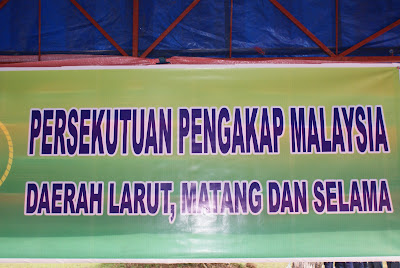 PERSEKUTUAN PENGAKAP MALAYSIA
DAERAH LARUT, MATANG DAN SELAMA